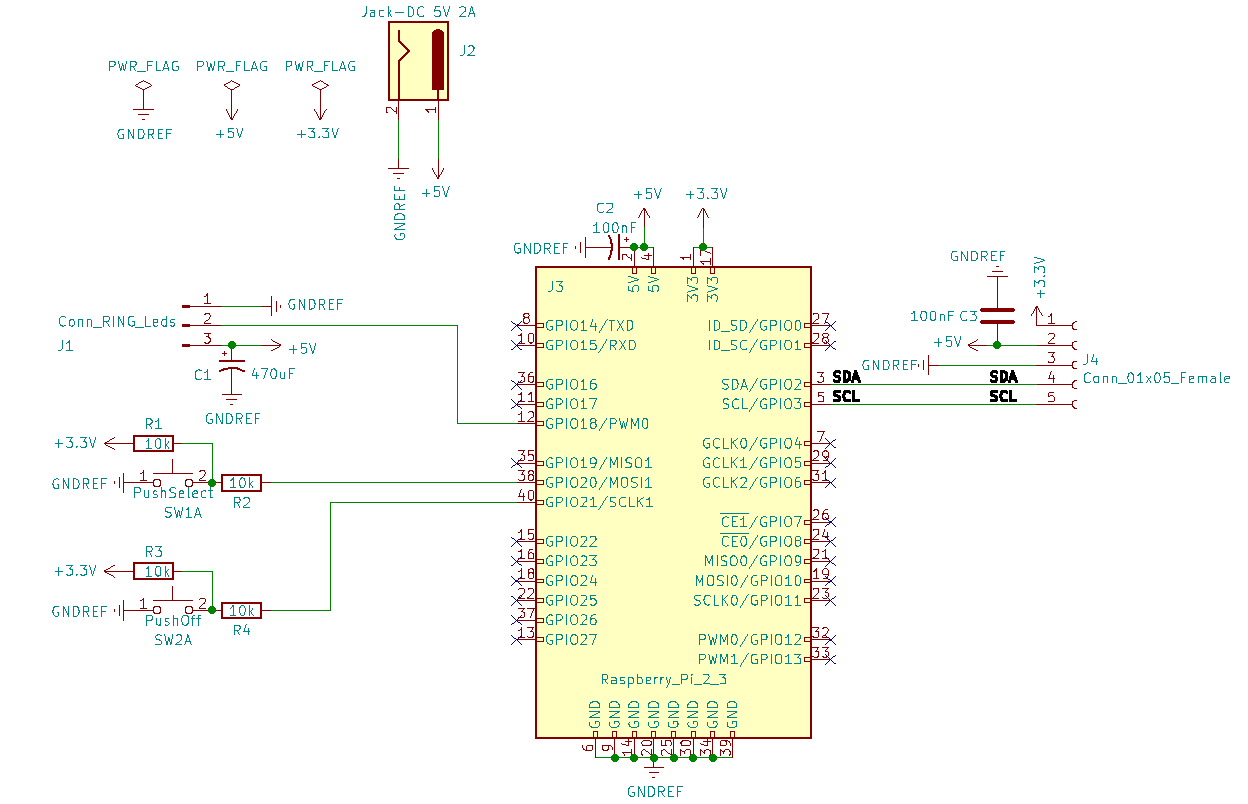 Jack-DC 5V 2A
J2
PWR_FLAG PWR_FLAG PWR_FLAG
GNDREF +5V +3.3V
2 1
GNDREF +5V
+5V +3.3V
C2
100nF
GNDREF
2 4 1 17
5V 5V 3V3 3V3
J3
GNDREF
+3.3V
100nF C3
+5V
GNDREF
1
2
3
4
5
J4
Conn_01x05_Female
SDA SDA
SCL SCL
1 GNDREF
Conn_RING_Leds 2
J1
3 +5V
C1 470uF
GNDREF
R1
+3.3V 10k
GNDREF 1 2 10k
PushSelect R2
SW1A
R3
+3.3V 10k
GNDREF 1 2 10k
PushOff R4
SW2A
8 GPIO14/TXD ID_SD/GPIO0 27
10 GPIO15/RXD ID_SC/GPIO1 28
36 GPIO16 SDA/GPIO2 3
11 GPIO17 SCL/GPIO3 5
12 GPIO18/PWM0
GCLK0/GPIO4 7
35 GPIO19/MISO1 GCLK1/GPIO5 29
38 GPIO20/MOSI1 GCLK2/GPIO6 31
40 GPIO21/SCLK1
CE1/GPIO7 26
15 GPIO22 CE0/GPIO8 24
16 GPIO23 MISO0/GPIO9 21
18 GPIO24 MOSI0/GPIO10 19
22 GPIO25 SCLK0/GPIO11 23
37 GPIO26
13 GPIO27 PWM0/GPIO12 32
PWM1/GPIO13 33
Raspberry_Pi_2_3
GND GND GND GND GND GND GND GND
6 9 14 20 25 30 34 39
GNDREF